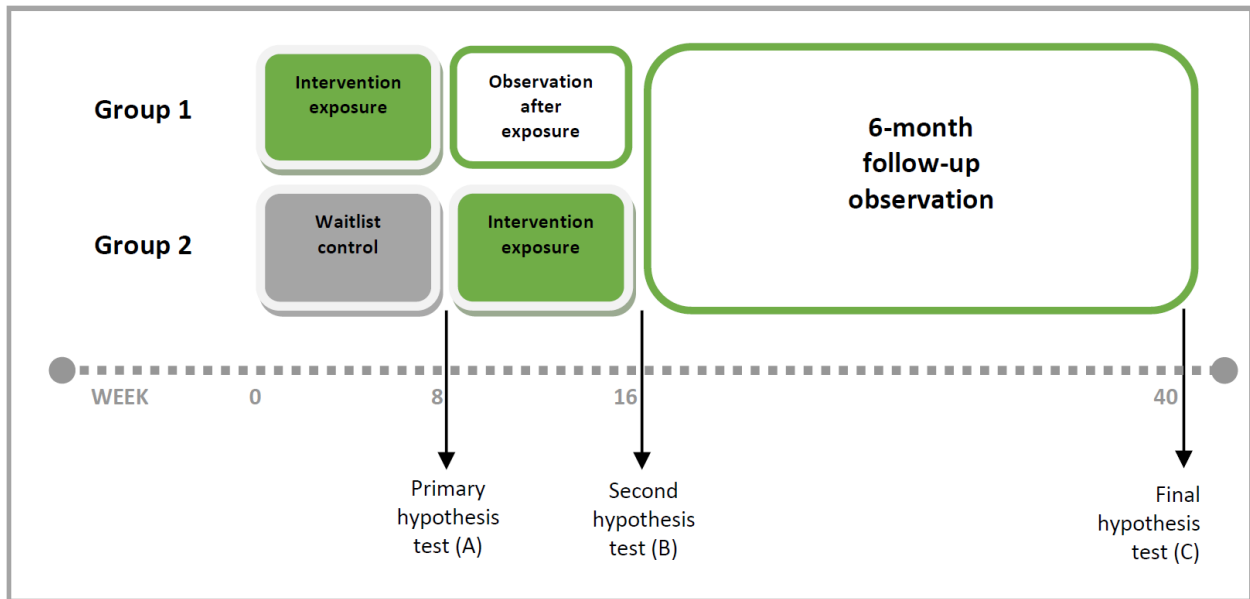 Group 1
Intervention
exposure
Observation
after
exposure
6-month
follow-up
observation
Group 2
Waitlist
control
Intervention
exposure
WEEK 0 8 16 40
Primary
hypothesis
test (A)
Second
hypothesis
test (B)
Final
hypothesis
test (C)